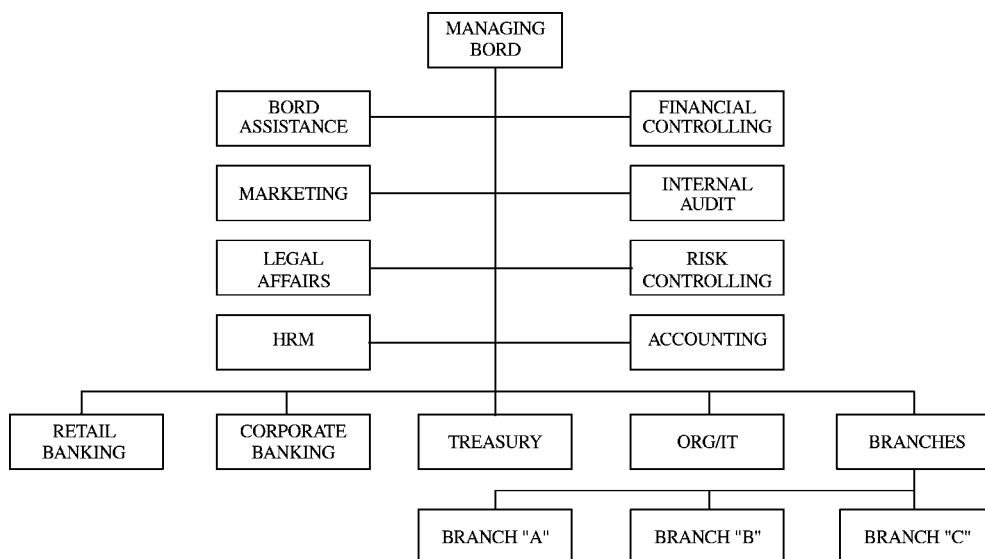 MANAGING
BORD
BORD
ASSISTANCE
FINANCIAL
CONTROLLING
MARKETING
INTERNAL
AUDIT
LEGAL
AFFAIRS
RISK
CONTROLLING
HRM
ACCOUNTING
RETAIL
BANKING
CORPORATE
BANKING
TREASURY
ORG/IT
BRANCHES
BRANCH "A"
BRANCH "B"
BRANCH "C"